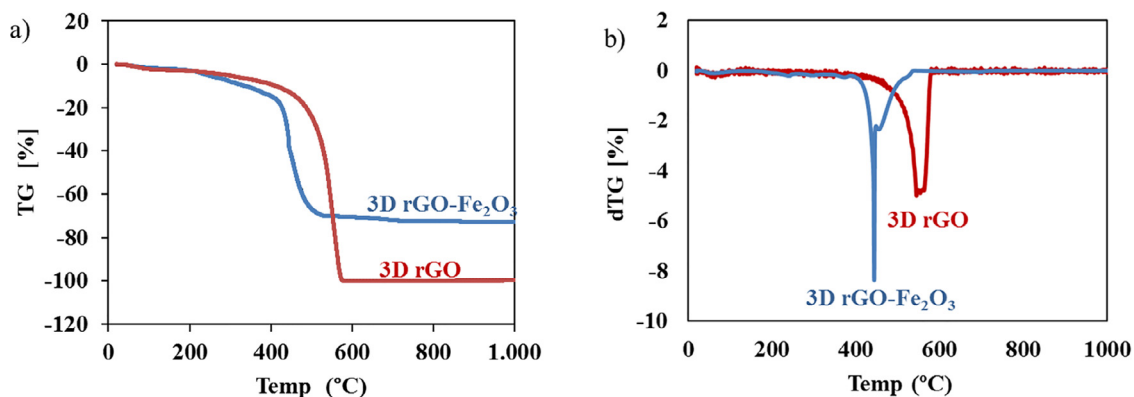 a)
TG [%]
20
0
-20
-40
-60
-80
-100
-120
3D rGO-Fe₂O₃
3D rGO
0 200 400 600 800 1.000
Temp (ºC)
b)
dTG [%]
2
0
-2
-4
-6
-8
-10
3D rGO
3D rGO-Fe₂O₃
0 200 400 600 800 1000
Temp (ºC)